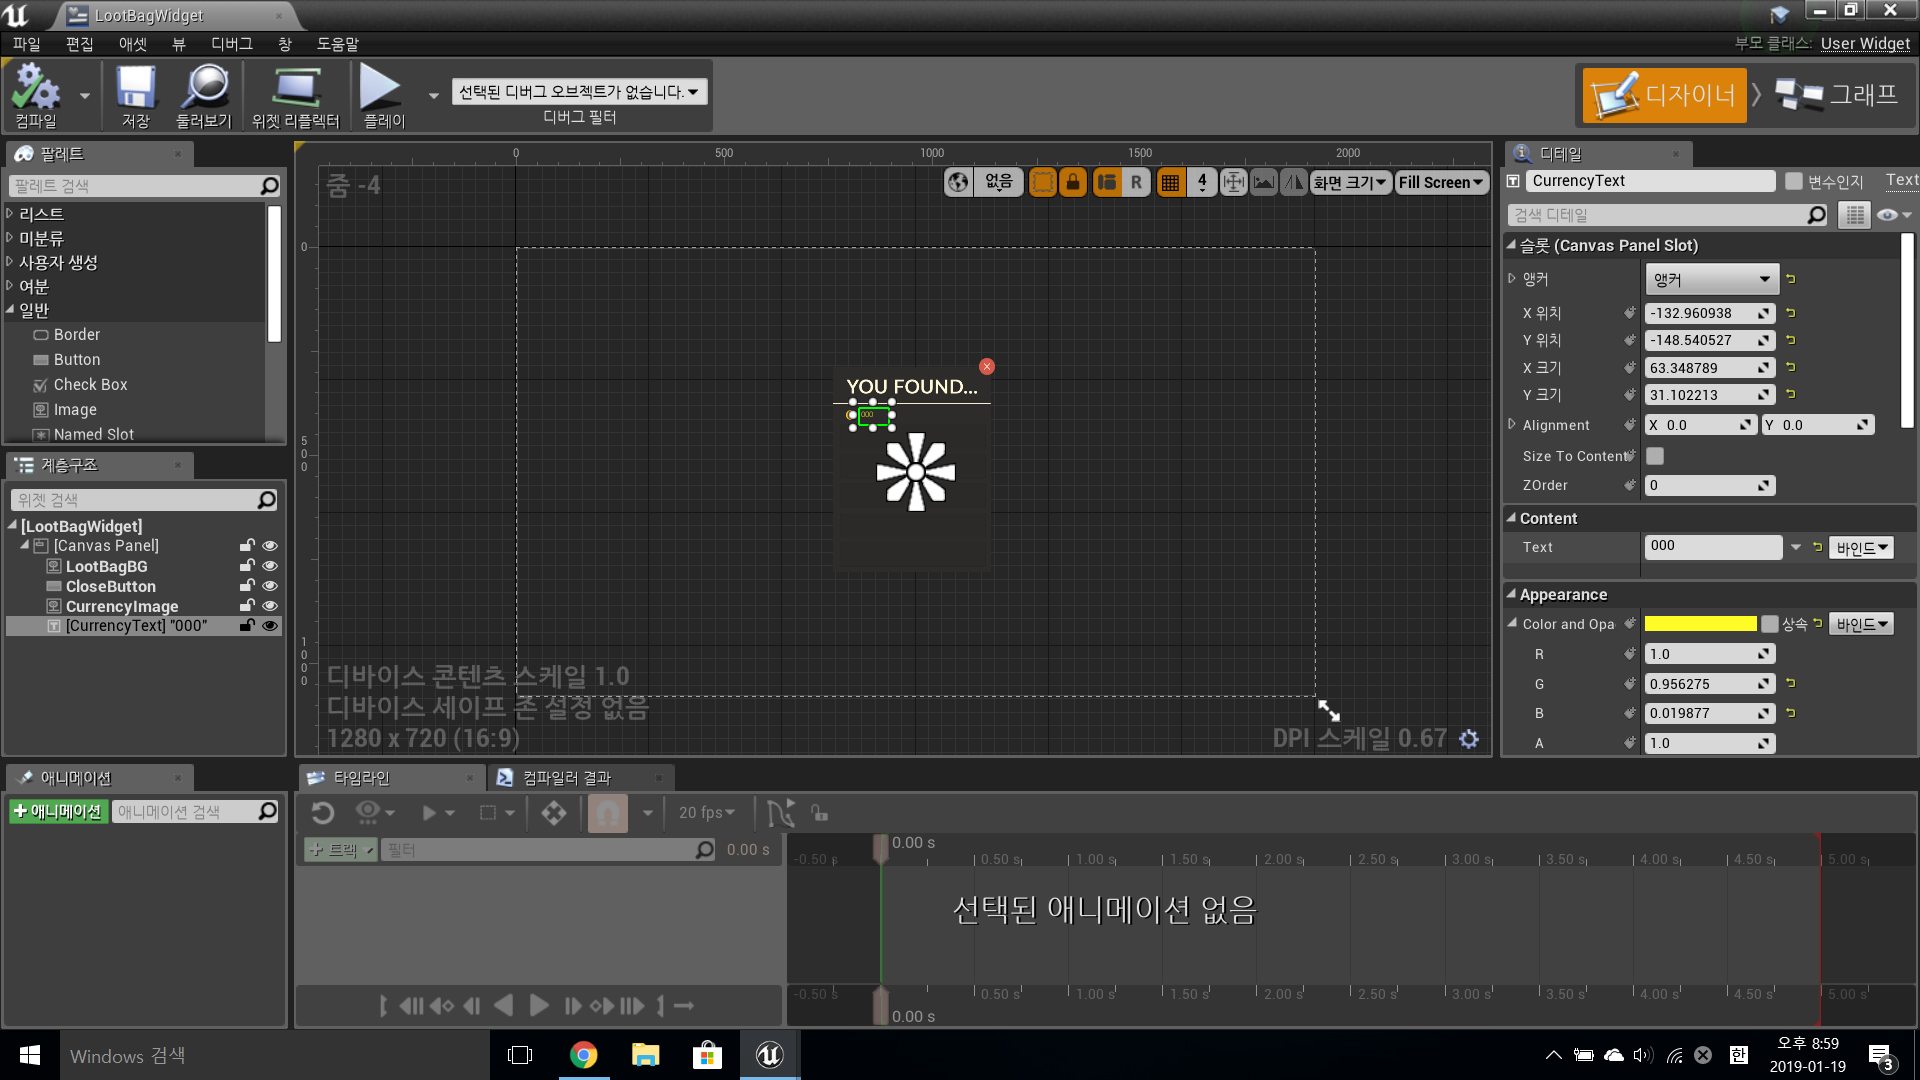 LootBagWidget
파일 편집 애셋 뷰 디버그 창 도움말
부모 클래스: User Widget
컴파일 저장 둘러보기 위젯 리플렉터 플레이
선택된 디버그 오브젝트가 없습니다.
디버그 필터
디자이너 그래프
팔레트
팔레트 검색
리스트
미분류
사용자 생성
여분
일반
Border
Button
Check Box
Image
Named Slot
계층구조
위젯 검색
[LootBagWidget]
[Canvas Panel]
LootBagBG
CloseButton
CurrencyImage
[CurrencyText] "000"
애니메이션
+ 애니메이션 애니메이션 검색
0 500 1000 1500 2000
줌 -4
없음 R 4 화면 크기 Fill Screen
0
500
1000
YOU FOUND...
000
디바이스 콘텐츠 스케일 1.0
디바이스 세이프 존 설정 없음
1280 x 720 (16:9)
DPI 스케일 0.67
디테일
CurrencyText 변수인지 Text
검색 디테일
슬롯 (Canvas Panel Slot)
앵커 앵커
X 위치 -132.960938
Y 위치 -148.540527
X 크기 63.348789
Y 크기 31.102213
Alignment X 0.0 Y 0.0
Size To Content
ZOrder 0
Content
Text 000 바인드
Appearance
Color and Opa 상속 바인드
R 1.0
G 0.956275
B 0.019877
A 1.0
타임라인 컴파일러 결과
20 fps
+ 트랙 필터 0.00 s
0.00 s
-0.50 s 0.50 s 1.00 s 1.50 s 2.00 s 2.50 s 3.00 s 3.50 s 4.00 s 4.50 s 5.00 s
선택된 애니메이션 없음
-0.50 s 0.50 s 1.00 s 1.50 s 2.00 s 2.50 s 3.00 s 3.50 s 4.00 s 4.50 s 5.00 s
0.00 s
Windows 검색
한
오후 8:59
2019-01-19
3